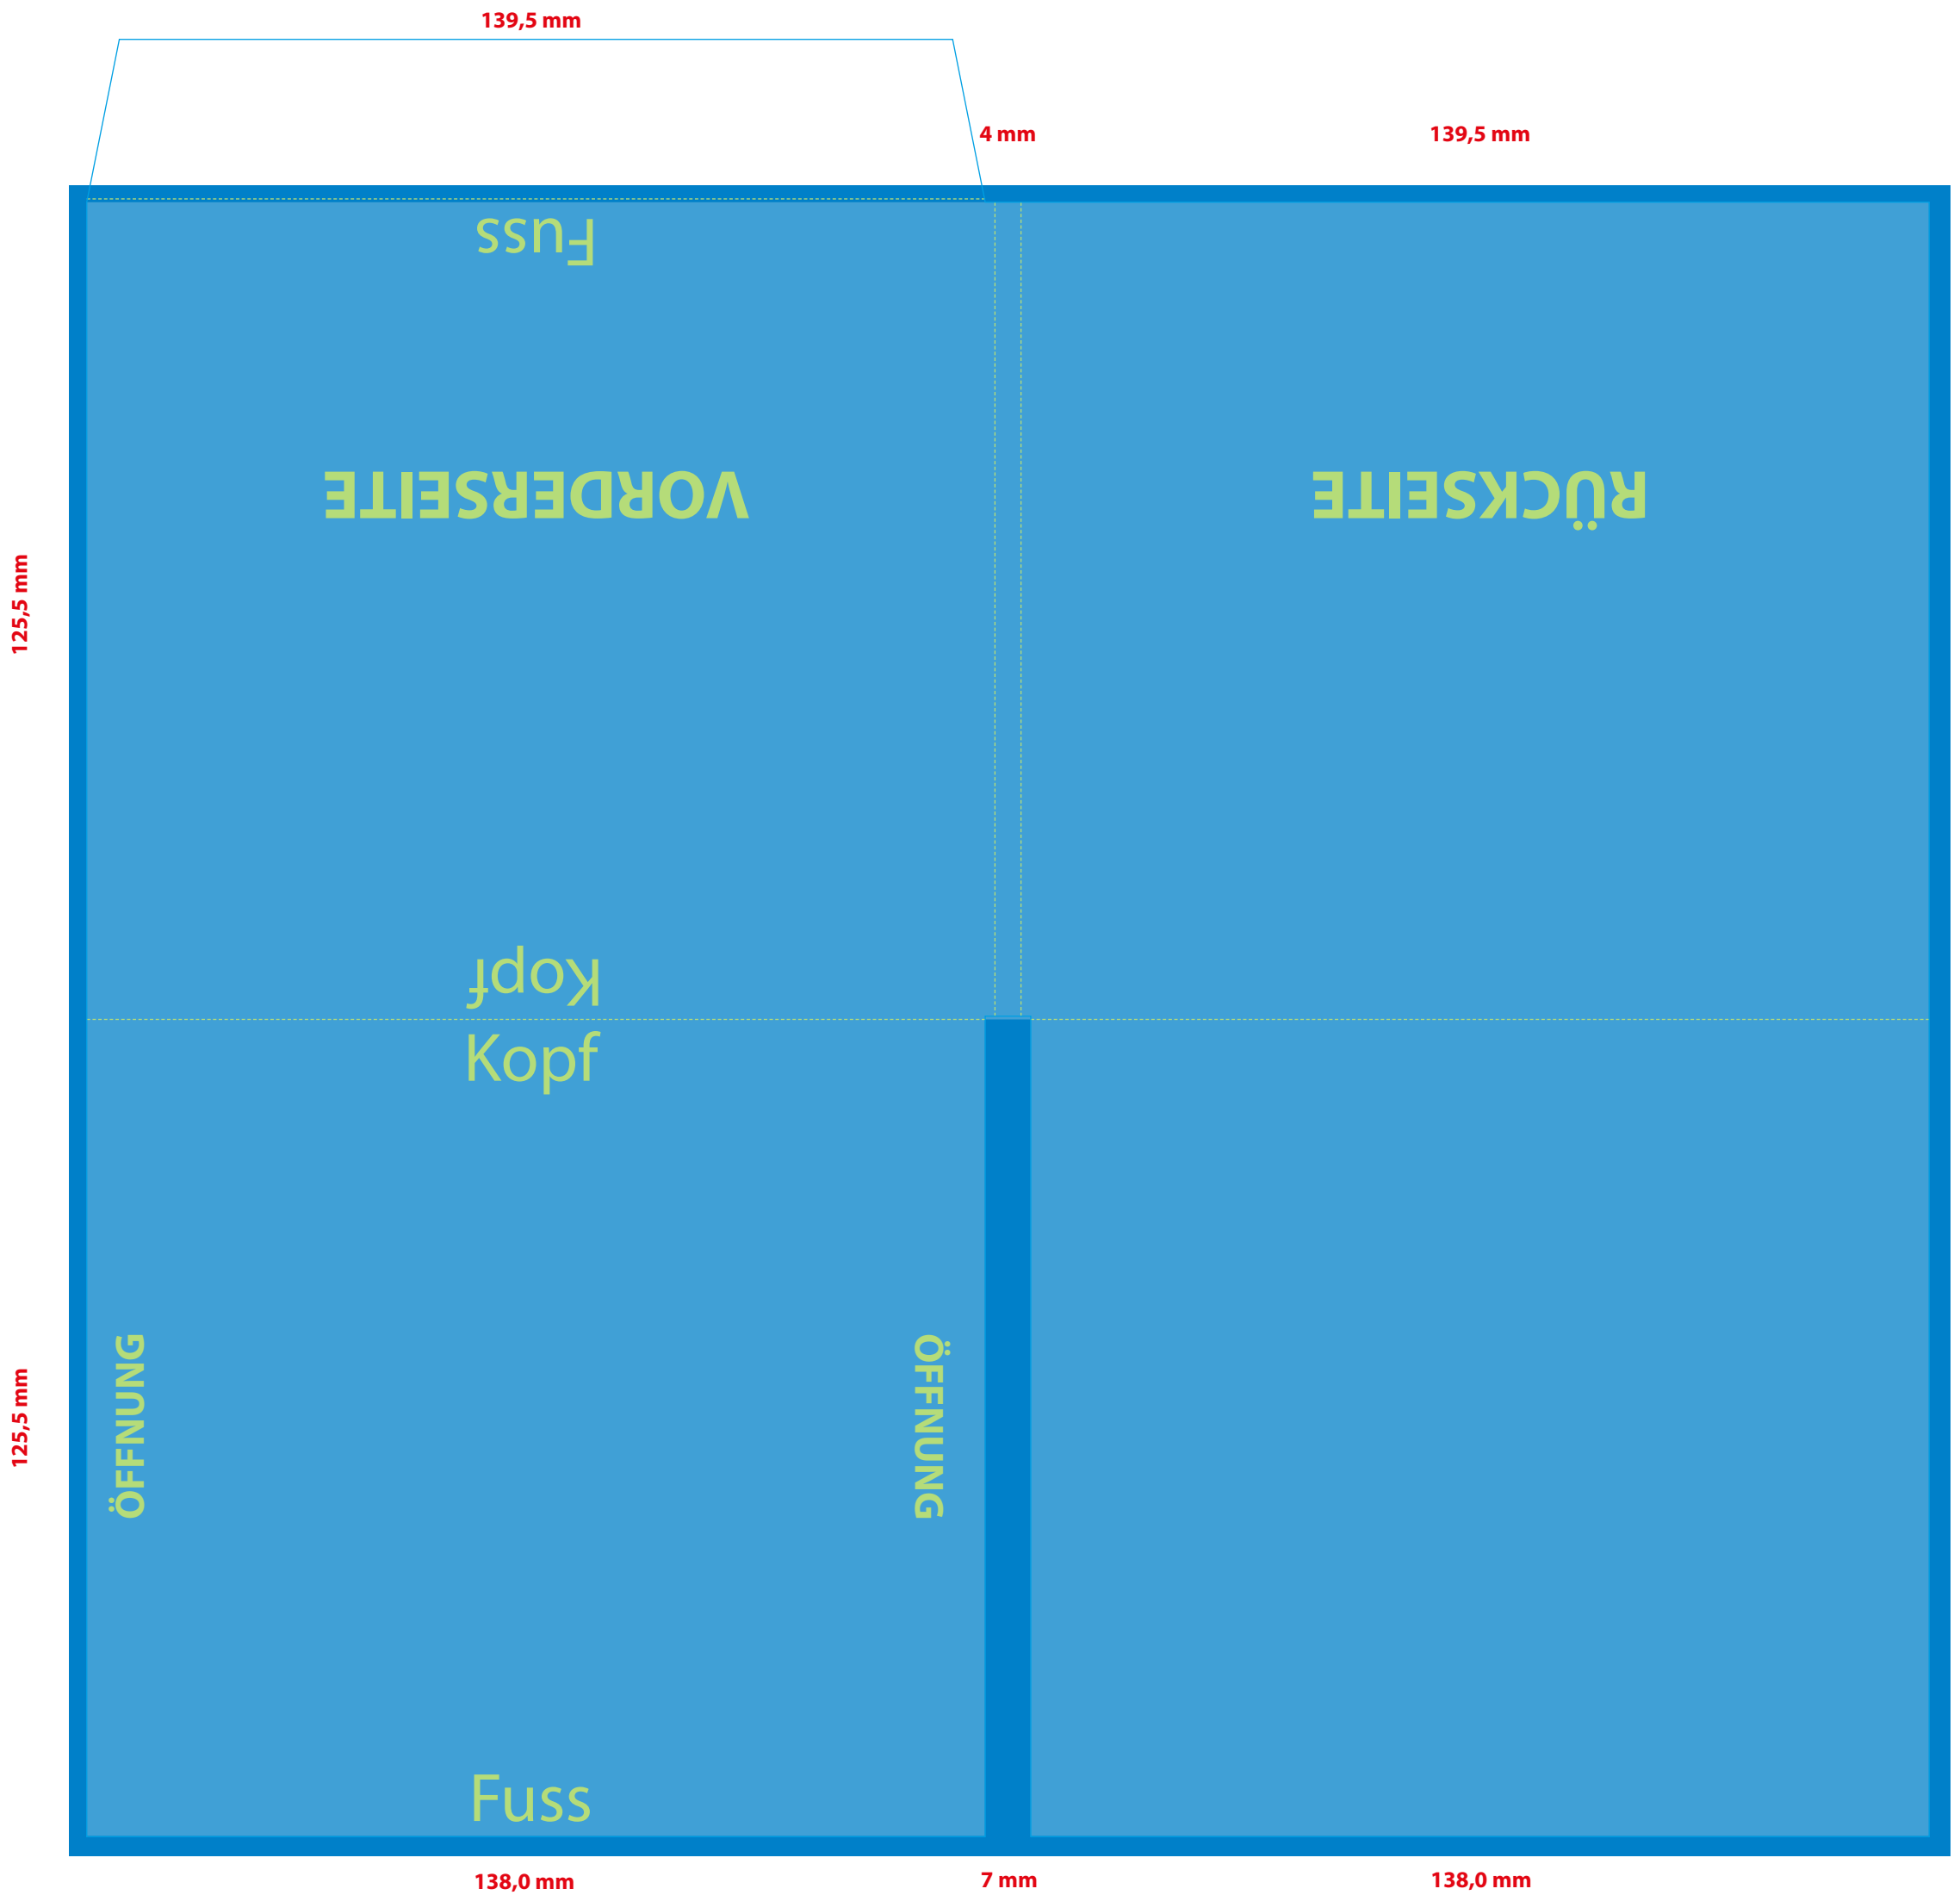 139,5 mm
4 mm
139,5 mm
Fuss
VORDERSEITE
RÜCKSEITE
125,5 mm
Kopf
Kopf
ÖFFNUNG
ÖFFNUNG
125,5 mm
Fuss
138,0 mm
7 mm
138,0 mm